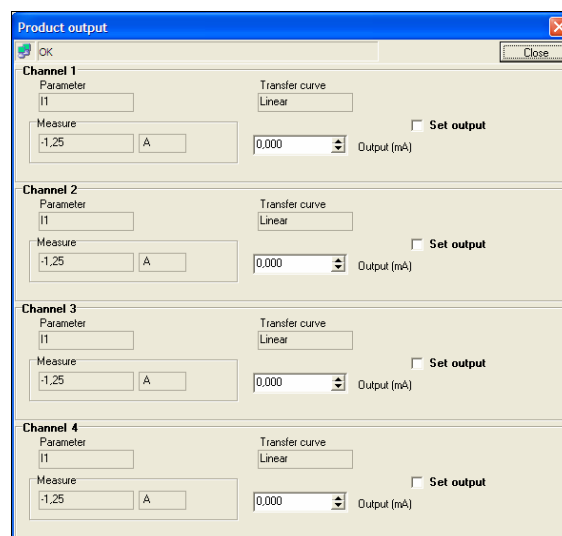 Product output
OK Close
Channel 1
Parameter Transfer curve
I1 Linear
Measure Set output
-1,25 A 0,000 Output (mA)
Channel 2
Parameter Transfer curve
I1 Linear
Measure Set output
-1,25 A 0,000 Output (mA)
Channel 3
Parameter Transfer curve
I1 Linear
Measure Set output
-1,25 A 0,000 Output (mA)
Channel 4
Parameter Transfer curve
I1 Linear
Measure Set output
-1,25 A 0,000 Output (mA)